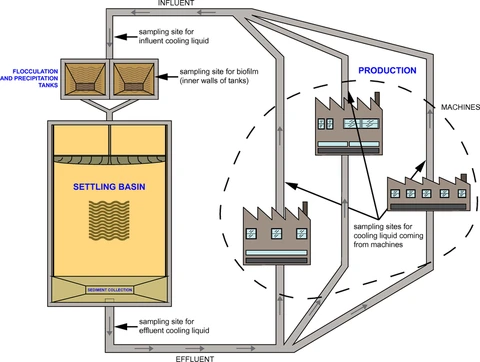 INFLUENT
sampling site for
influent cooling liquid
FLOCCULATION
AND PRECIPITATION
TANKS
sampling site for biofilm
(inner walls of tanks)
PRODUCTION
MACHINES
SETTLING BASIN
sampling sites for
cooling liquid coming
from machines
SEDIMENT COLLECTION
sampling site for
effluent cooling liquid
EFFLUENT